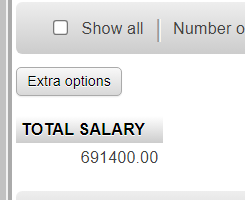 Show all Number o
Extra options
TOTAL SALARY
691400.00